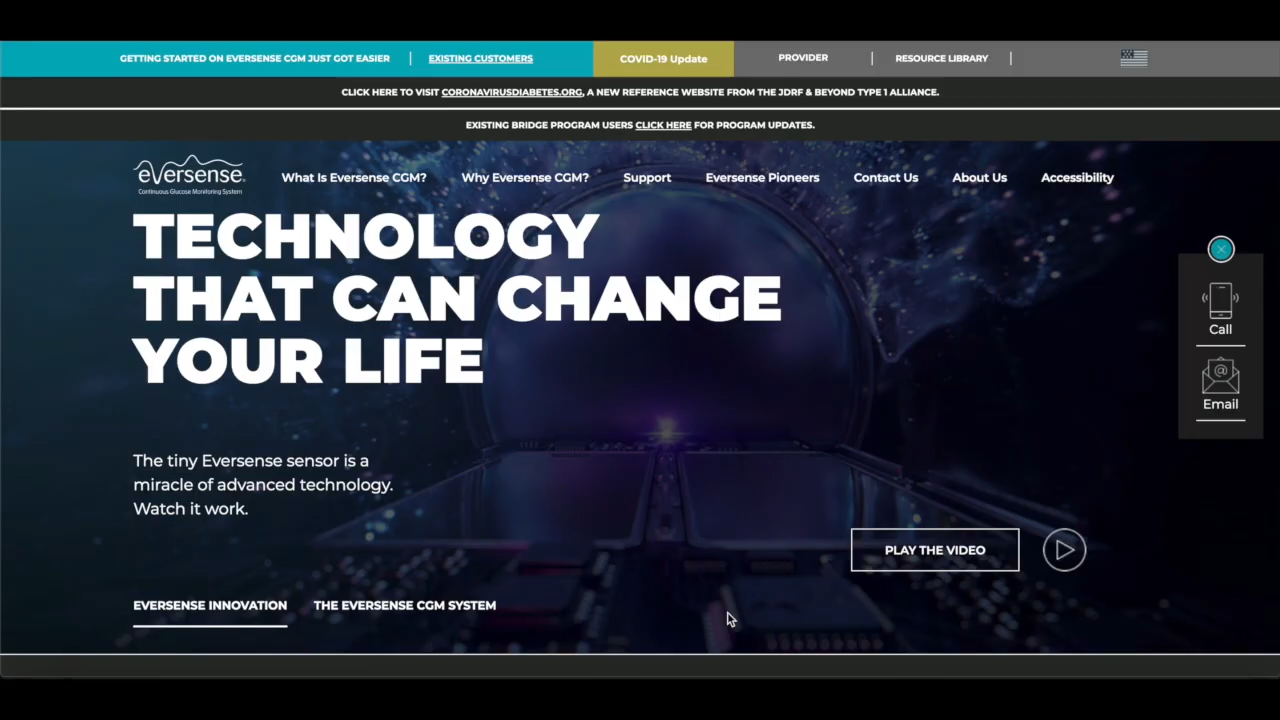 GETTING STARTED ON EVERSENSE CGM JUST GOT EASIER | EXISTING CUSTOMERS COVID-19 Update PROVIDER | RESOURCE LIBRARY |
CLICK HERE TO VISIT CORONAVIRUSDIABETES.ORG, A NEW REFERENCE WEBSITE FROM THE JDRF & BEYOND TYPE 1 ALLIANCE.
EXISTING BRIDGE PROGRAM USERS CLICK HERE FOR PROGRAM UPDATES.
eversense®
Continuous Glucose Monitoring System
What Is Eversense CGM? Why Eversense CGM? Support Eversense Pioneers Contact Us About Us Accessibility
TECHNOLOGY
THAT CAN CHANGE
YOUR LIFE
Call
@
Email
The tiny Eversense sensor is a
miracle of advanced technology.
Watch it work.
PLAY THE VIDEO
EVERSENSE INNOVATION THE EVERSENSE CGM SYSTEM